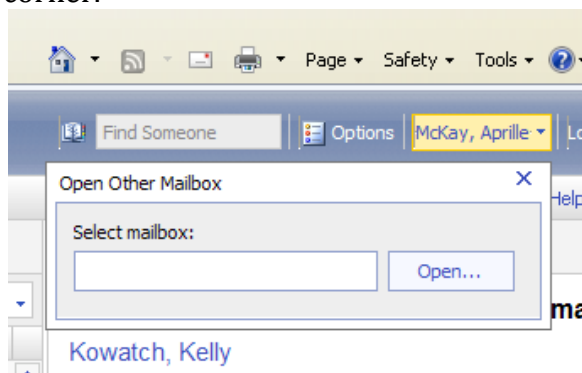 corner.
Page Safety Tools
Find Someone Options McKay, Aprille Lo
Open Other Mailbox
Help
Select mailbox:
Open...
ma
Kowatch, Kelly